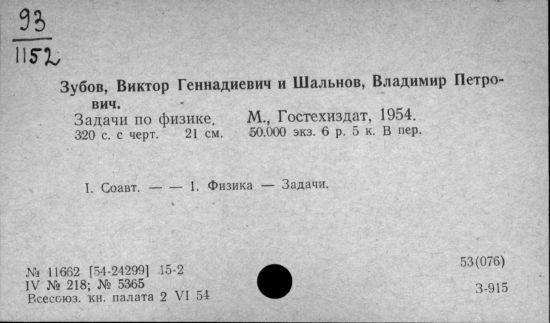 93
1152
Зубов, Виктор Геннадиевич и Шальнов, Владимир Петро-
вич.
Задачи по физике. М., Гостехиздат, 1954.
320 с. с черт. 21 см. 50.000 экз. 6 р. 5 к. В пер.
I. Соавт. — — 1. Физика — Задачи.
№ 11662 [54-24299] 15-2
53(076)
IV № 218; № 5365
З-915
Всесоюз. кн. палата 2 VI 54